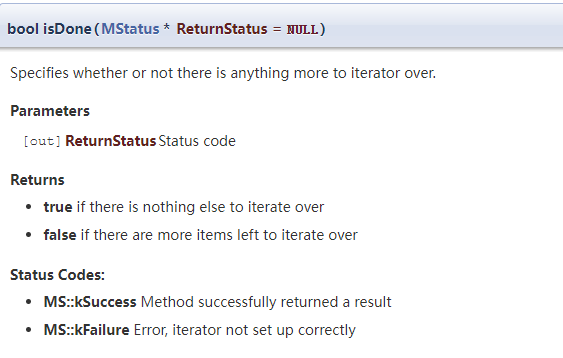 bool isDone(MStatus * ReturnStatus = NULL)
Specifies whether or not there is anything more to iterator over.
Parameters
[out] ReturnStatus Status code
Returns
• true if there is nothing else to iterate over
• false if there are more items left to iterate over
Status Codes:
• MS::kSuccess Method successfully returned a result
• MS::kFailure Error, iterator not set up correctly